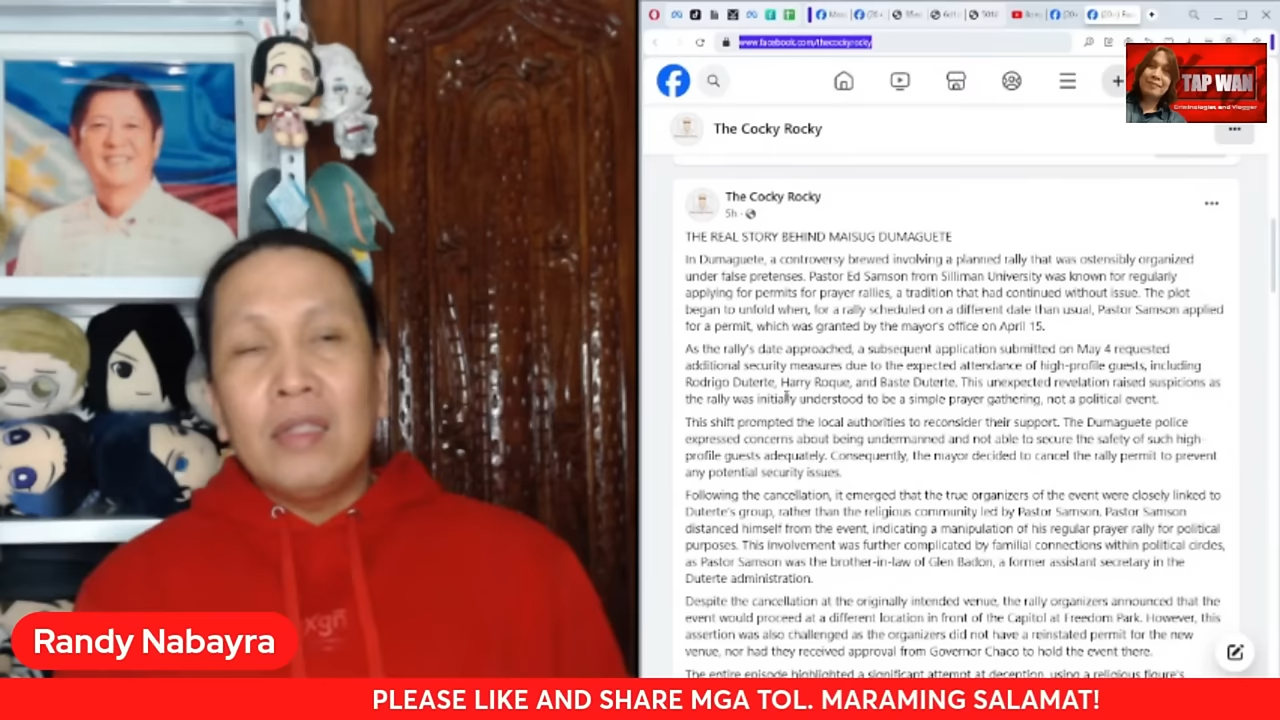 www.facebook.com/thecockyrocky
TAP WAN
Criminologist and Vlogger
The Cocky Rocky
The Cocky Rocky
5h
THE REAL STORY BEHIND MAISUG DUMAGUETE
In Dumaguete, a controversy brewed involving a planned rally that was ostensibly organized
under false pretenses. Pastor Ed Samson from Silliman University was known for regularly
applying for permits for prayer rallies, a tradition that had continued without issue. The plot
began to unfold when, for a rally scheduled on a different date than usual, Pastor Samson applied
for a permit, which was granted by the mayor's office on April 15.
As the rally's date approached, a subsequent application submitted on May 4 requested
additional security measures due to the expected attendance of high-profile guests, including
Rodrigo Duterte, Harry Roque, and Baste Duterte. This unexpected revelation raised suspicions as
the rally was initially understood to be a simple prayer gathering, not a political event.
This shift prompted the local authorities to reconsider their support. The Dumaguete police
expressed concerns about being undermanned and not able to secure the safety of such high-
profile guests adequately. Consequently, the mayor decided to cancel the rally permit to prevent
any potential security issues.
Following the cancellation, it emerged that the true organizers of the event were closely linked to
Duterte's group, rather than the religious community led by Pastor Samson. Pastor Samson
distanced himself from the event, indicating a manipulation of his regular prayer rally for political
purposes. This involvement was further complicated by familial connections within political circles,
as Pastor Samson was the brother-in-law of Glen Badon, a former assistant secretary in the
Duterte administration.
Despite the cancellation at the originally intended venue, the rally organizers announced that the
event would proceed at a different location in front of the Capitol at Freedom Park. However, this
assertion was also challenged as the organizers did not have a reinstated permit for the new
venue, nor had they received approval from Governor Chaco to hold the event there.
The entire episode highlighted a significant attempt at deception, using a religious figure's
Randy Nabayra
PLEASE LIKE AND SHARE MGA TOL. MARAMING SALAMAT!